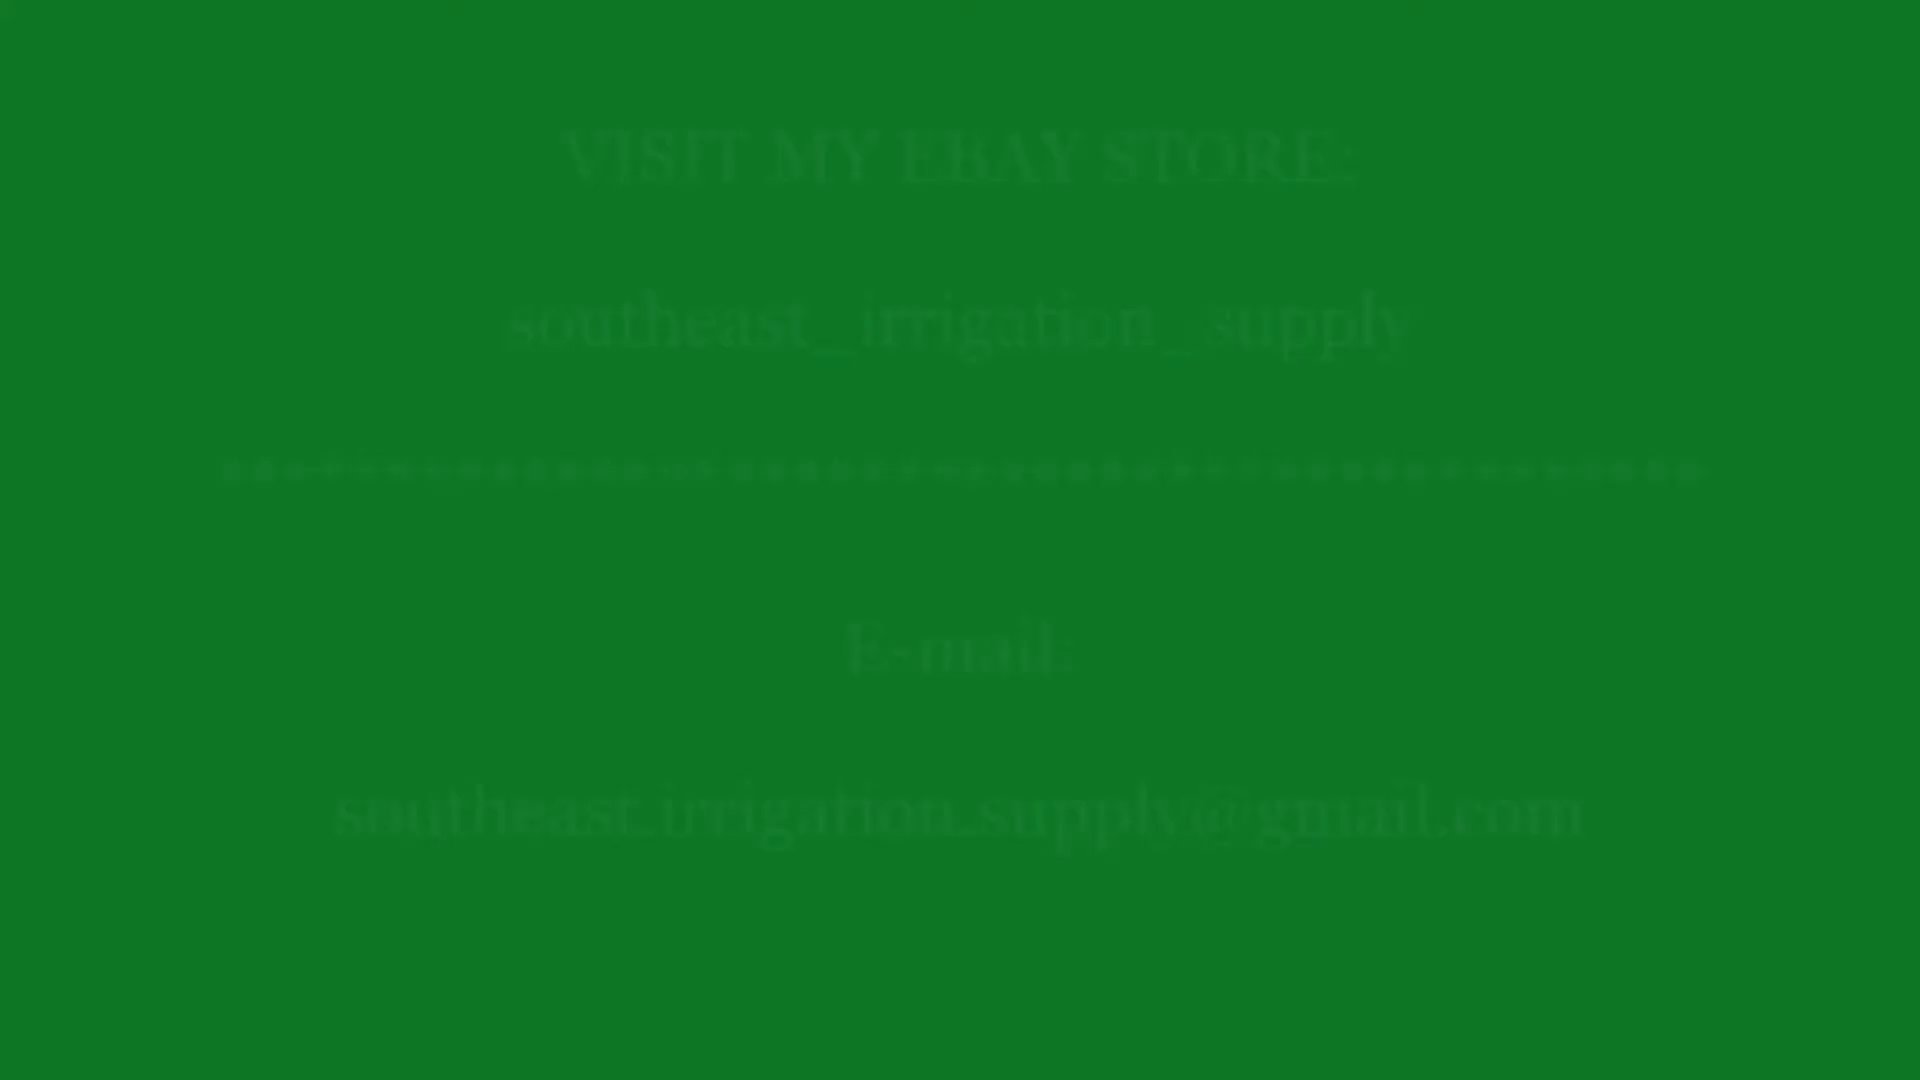 VISIT MY EBAY STORE:
southeast_irrigation_supply
E-mail:
southeast.irrigation.supply@gmail.com